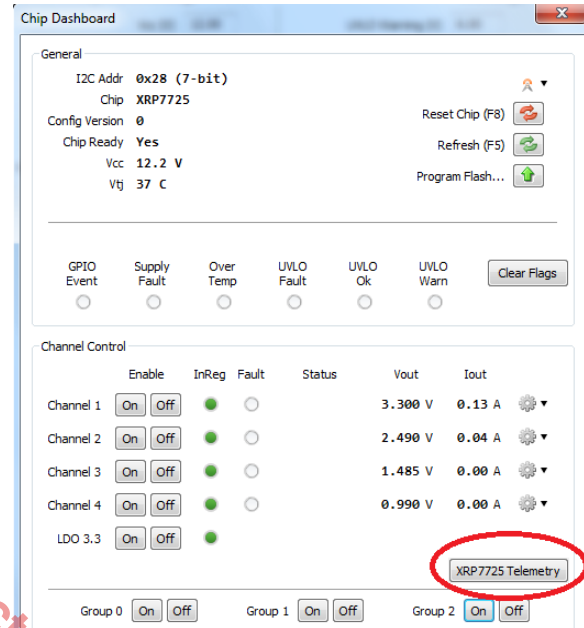 Chip Dashboard
General
I2C Addr 0x28 (7-bit)
Chip XRP7725
Config Version 0
Chip Ready Yes
Vcc 12.2 V
Vtj 37 C
Reset Chip (F8)
Refresh (F5)
Program Flash...
GPIO Event
Supply Fault
Over Temp
UVLO Fault
UVLO Ok
UVLO Warn
Clear Flags
Channel Control
Enable InReg Fault Status Vout Iout
Channel 1 On Off 3.300 V 0.13 A
Channel 2 On Off 2.490 V 0.04 A
Channel 3 On Off 1.485 V 0.00 A
Channel 4 On Off 0.990 V 0.00 A
LDO 3.3 On Off
XRP7725 Telemetry
Group 0 On Off Group 1 On Off Group 2 On Off